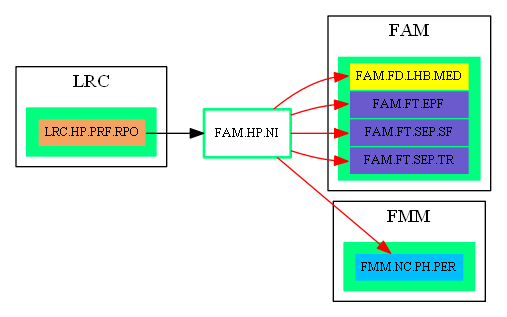 LRC
LRC.HP.PRF.RPO
FAM.HP.NI
FAM
FAM.FD.LHB.MED
FAM.FT.EPF
FAM.FT.SEP.SF
FAM.FT.SEP.TR
FMM
FMM.NC.PH.PER